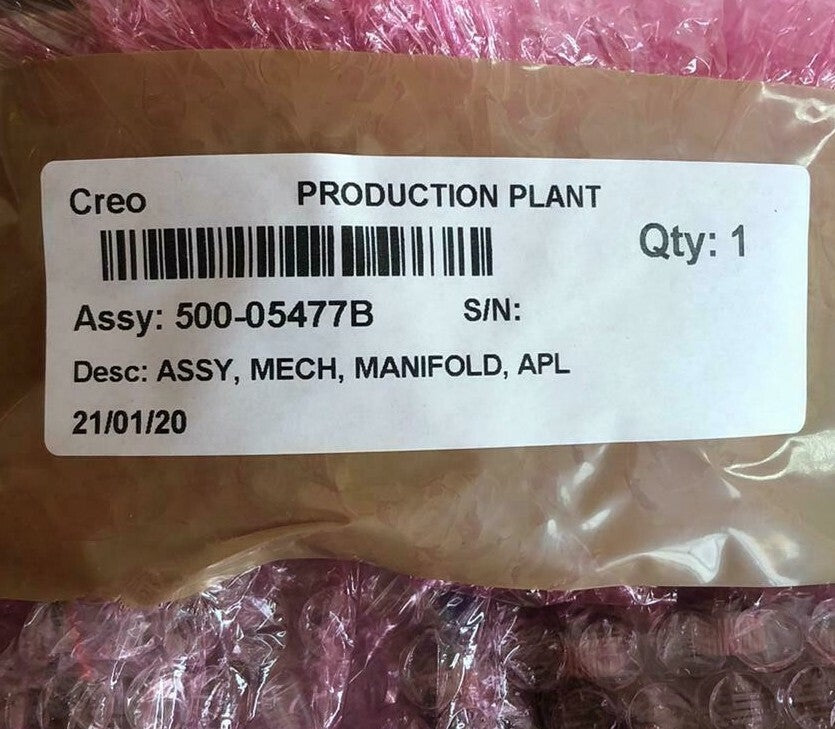 Creo PRODUCTION PLANT
Qty: 1
Assy: 500-05477B S/N:
Desc: ASSY, MECH, MANIFOLD, APL
21/01/20